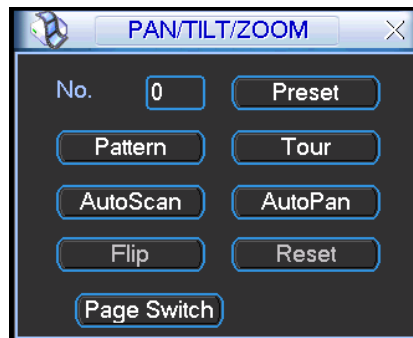 PAN/TILT/ZOOM
No. 0 Preset
Pattern Tour
AutoScan AutoPan
Flip Reset
Page Switch